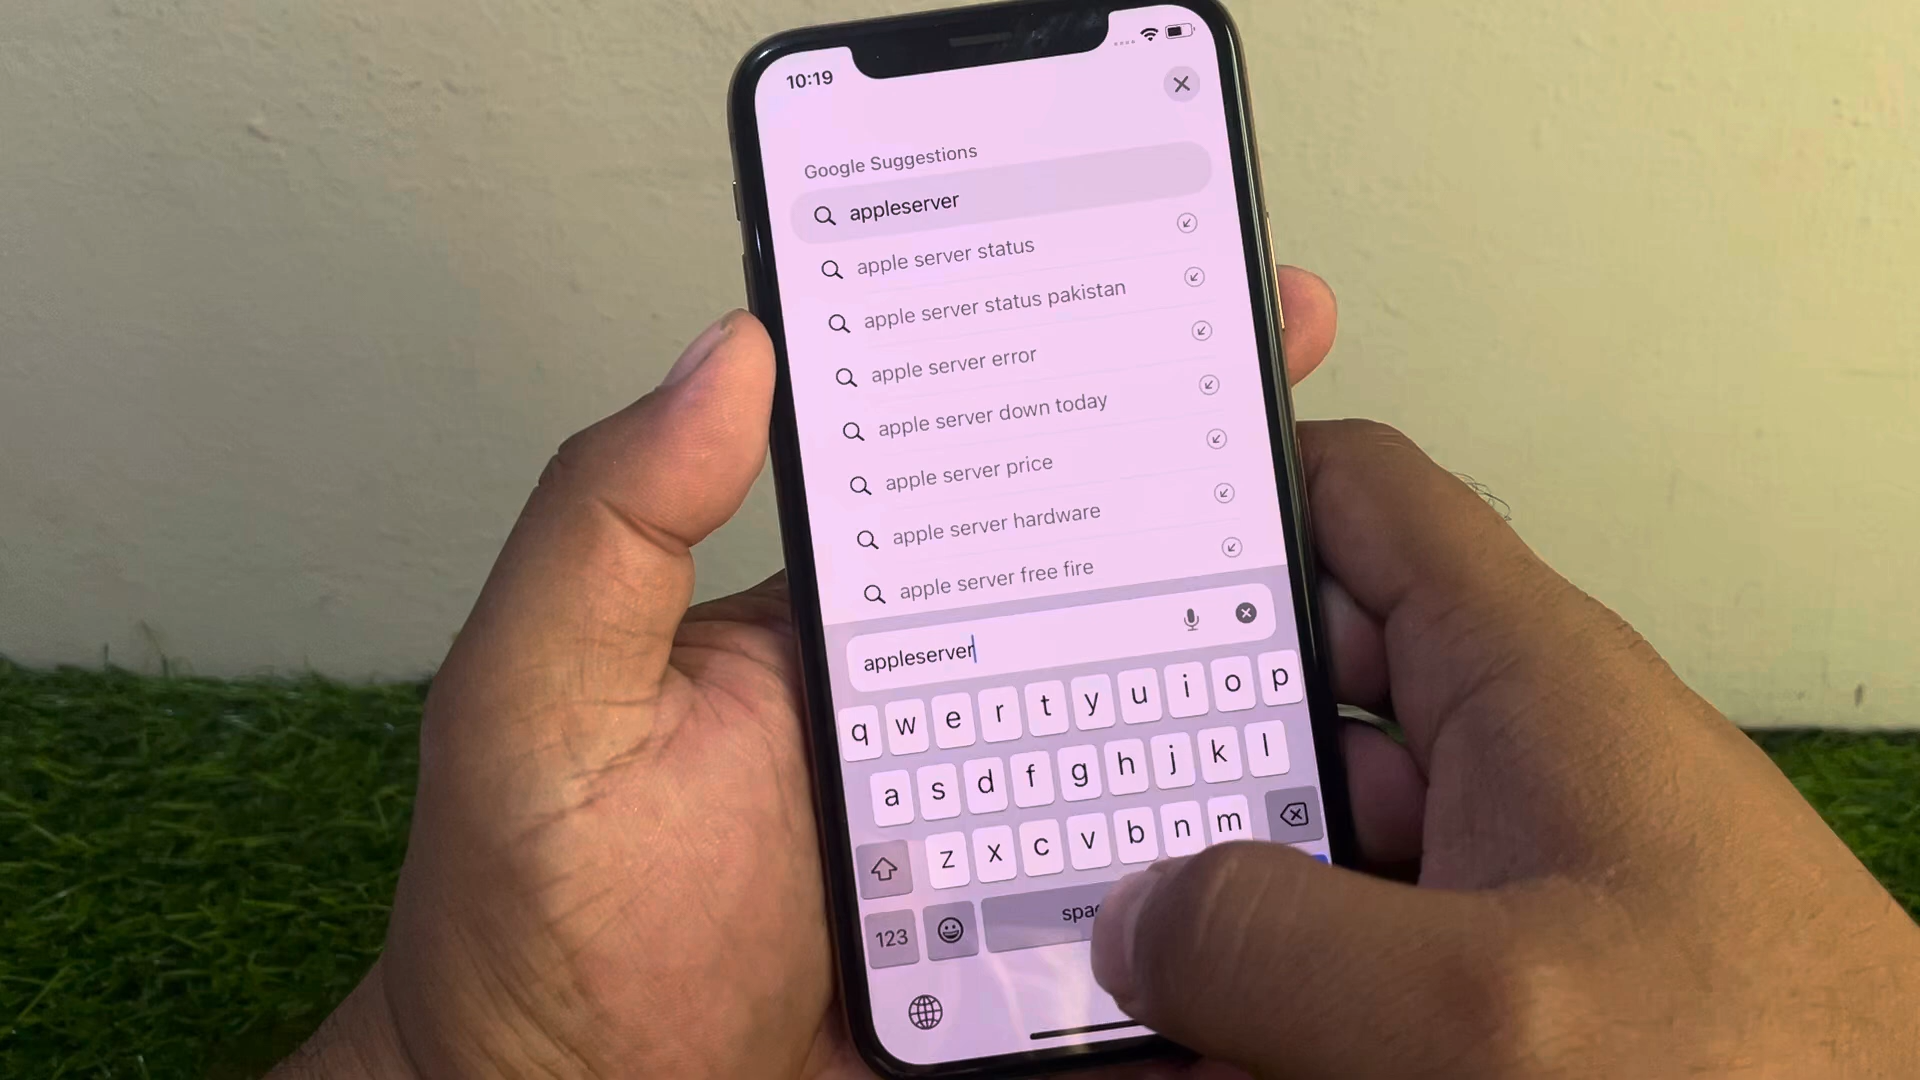 10:19
Google Suggestions
appleserver
apple server status
apple server status pakistan
apple server error
apple server down today
apple server price
apple server hardware
apple server free fire
appleserver
q w e r t y u i o p
a s d f g h j k l
z x c v b n m
123